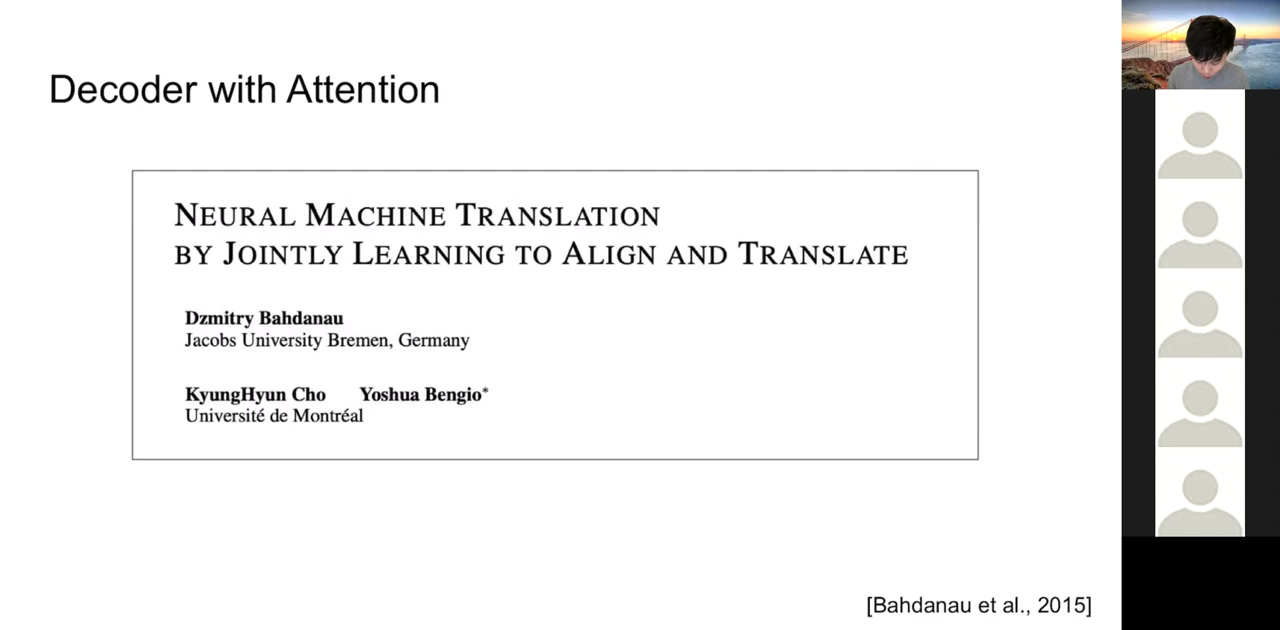 Decoder with Attention
NEURAL MACHINE TRANSLATION
BY JOINTLY LEARNING TO ALIGN AND TRANSLATE
Dzmitry Bahdanau
Jacobs University Bremen, Germany
KyungHyun Cho Yoshua Bengio*
Université de Montréal
[Bahdanau et al., 2015]